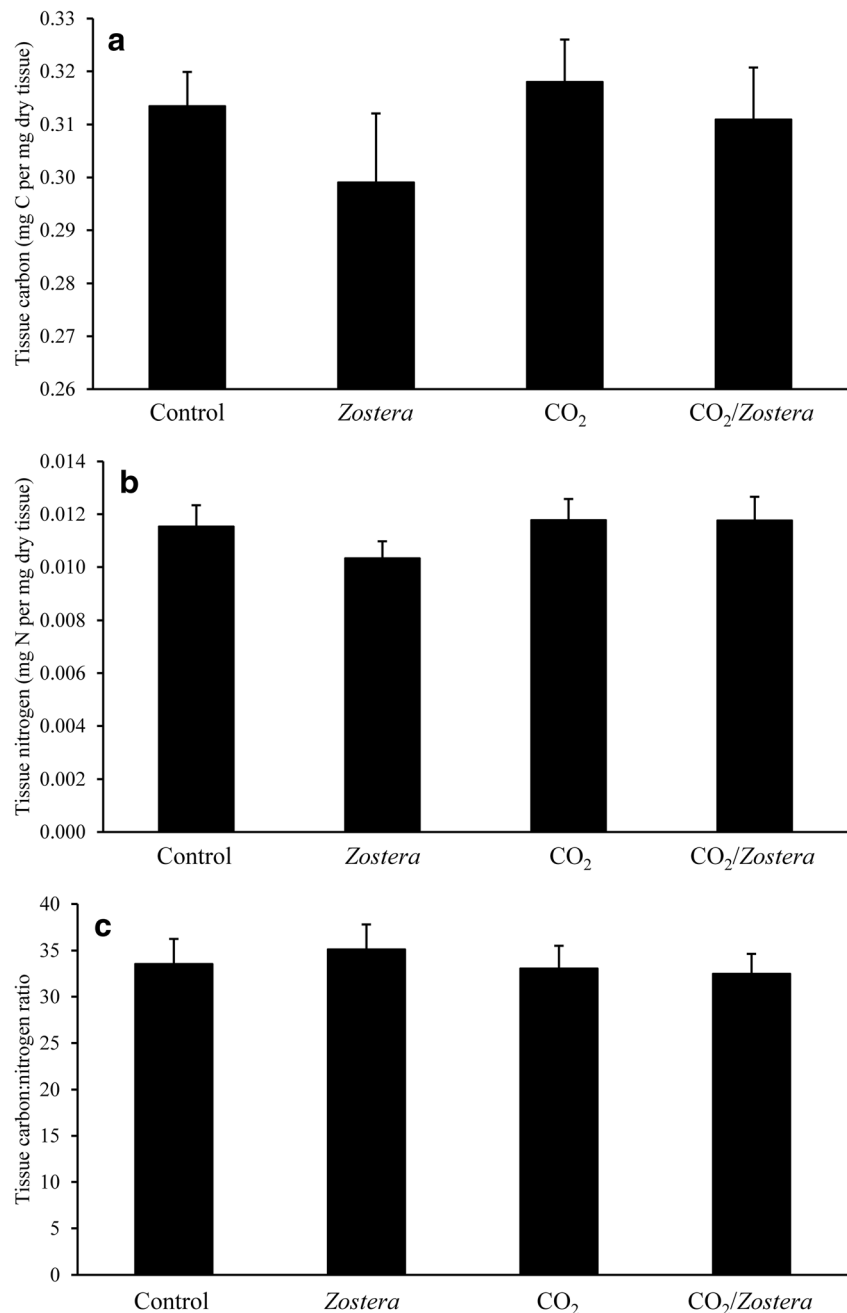 a
Tissue carbon (mg C per mg dry tissue)
0.33
0.32
0.31
0.30
0.29
0.28
0.27
0.26
Control Zostera CO₂ CO₂/Zostera
b
Tissue nitrogen (mg N per mg dry tissue)
0.014
0.012
0.010
0.008
0.006
0.004
0.002
0.000
Control Zostera CO₂ CO₂/Zostera
c
Tissue carbon:nitrogen ratio
40
35
30
25
20
15
10
5
0
Control Zostera CO₂ CO₂/Zostera